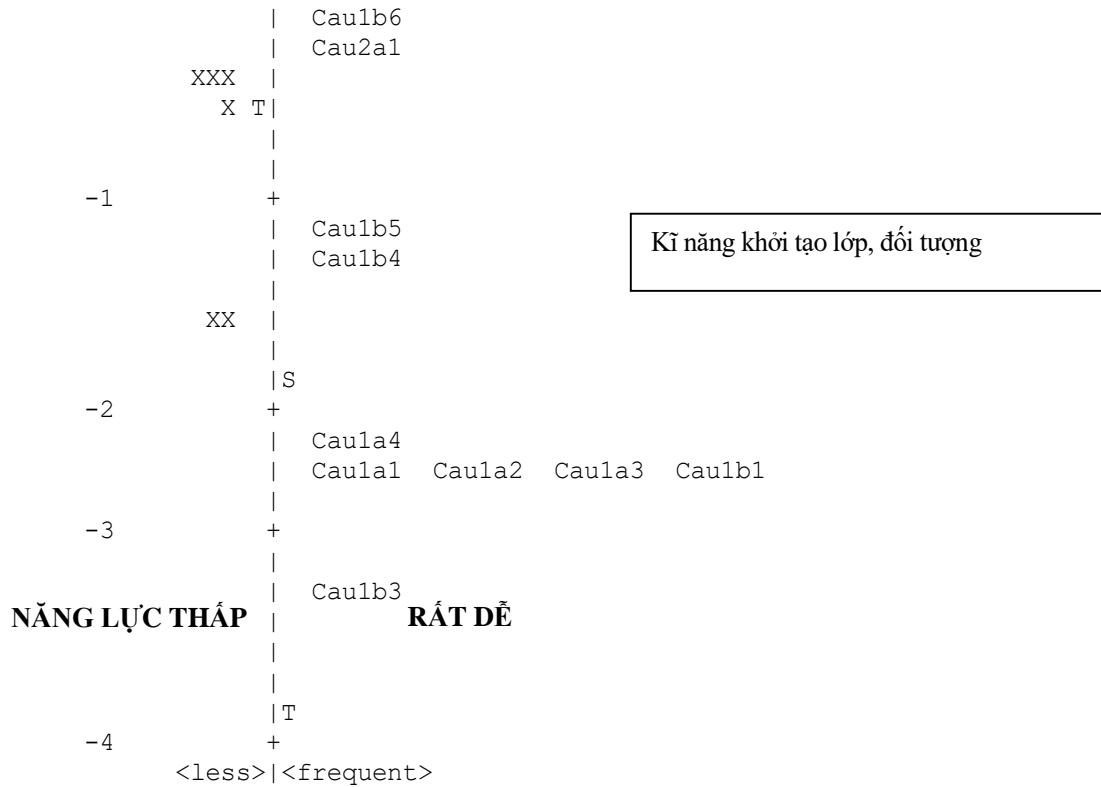 | Cau1b6
| Cau2a1
XXX |
X T|
|
|
-1 +
| Cau1b5
| Cau1b4
Kĩ năng khởi tạo lớp, đối tượng
|
XX |
|
|S
-2 +
| Cau1a4
| Cau1a1 Cau1a2 Cau1a3 Cau1b1
|
-3 +
|
| Cau1b3
NĂNG LỰC THẤP | RẤT DỄ
|
|
|T
-4 +
<less>|<frequent>